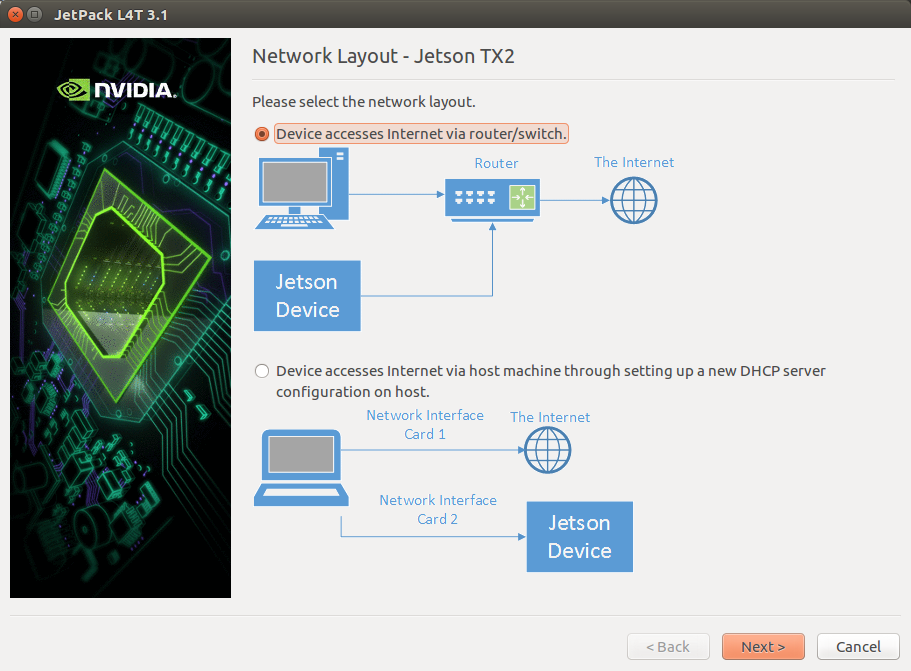 JetPack L4T 3.1
NVIDIA.
Network Layout - Jetson TX2
Please select the network layout.
Device accesses Internet via router/switch.
Router
The Internet
Jetson
Device
Device accesses Internet via host machine through setting up a new DHCP server
configuration on host.
Network Interface
Card 1
The Internet
Network Interface
Card 2
Jetson
Device
< Back
Next >
Cancel